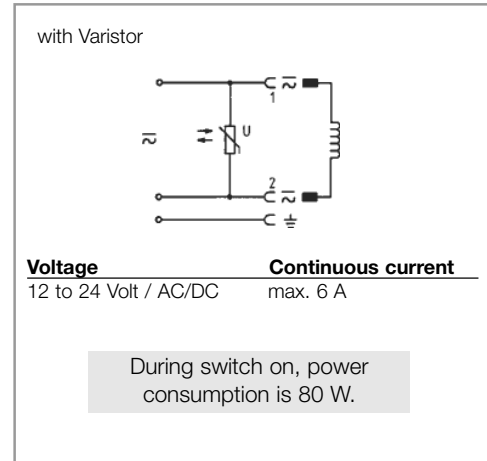 with Varistor
1
U
2
Voltage Continuous current
12 to 24 Volt / AC/DC max. 6 A
During switch on, power
consumption is 80 W.